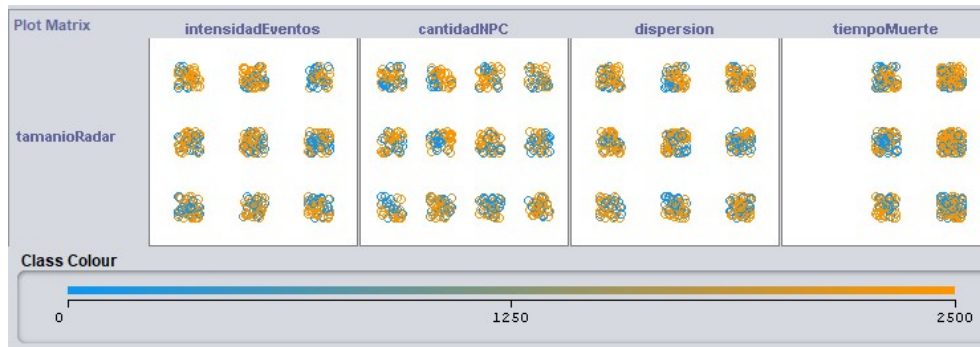 Plot Matrix
intensidadEventos cantidadNPC dispersion tiempoMuerte
tamanioRadar
Class Colour
0 1250 2500